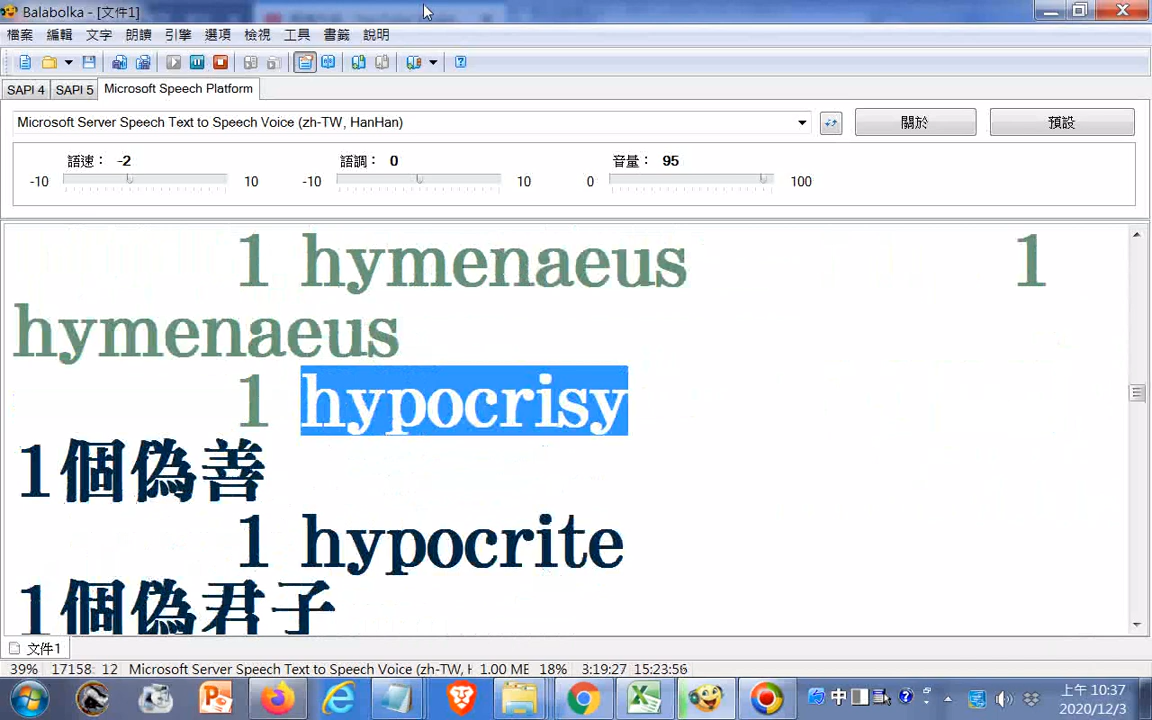 Balabolka - [文件1]
檔案 編輯 文字 朗讀 引擎 選項 檢視 工具 書籤 說明
SAPI 4 SAPI 5 Microsoft Speech Platform
Microsoft Server Speech Text to Speech Voice (zh-TW, HanHan) 關於 預設
語速： -2 語調： 0 音量： 95
-10 10 -10 10 0 100
1 hymenaeus 1
hymenaeus
1 hypocrisy
1個偽善
1 hypocrite
1個偽君子
文件1
39% 17158: 12 Microsoft Server Speech Text to Speech Voice (zh-TW, 1.00 ME 18% 3:19:27 15:23:56
中 上午 10:37
2020/12/3